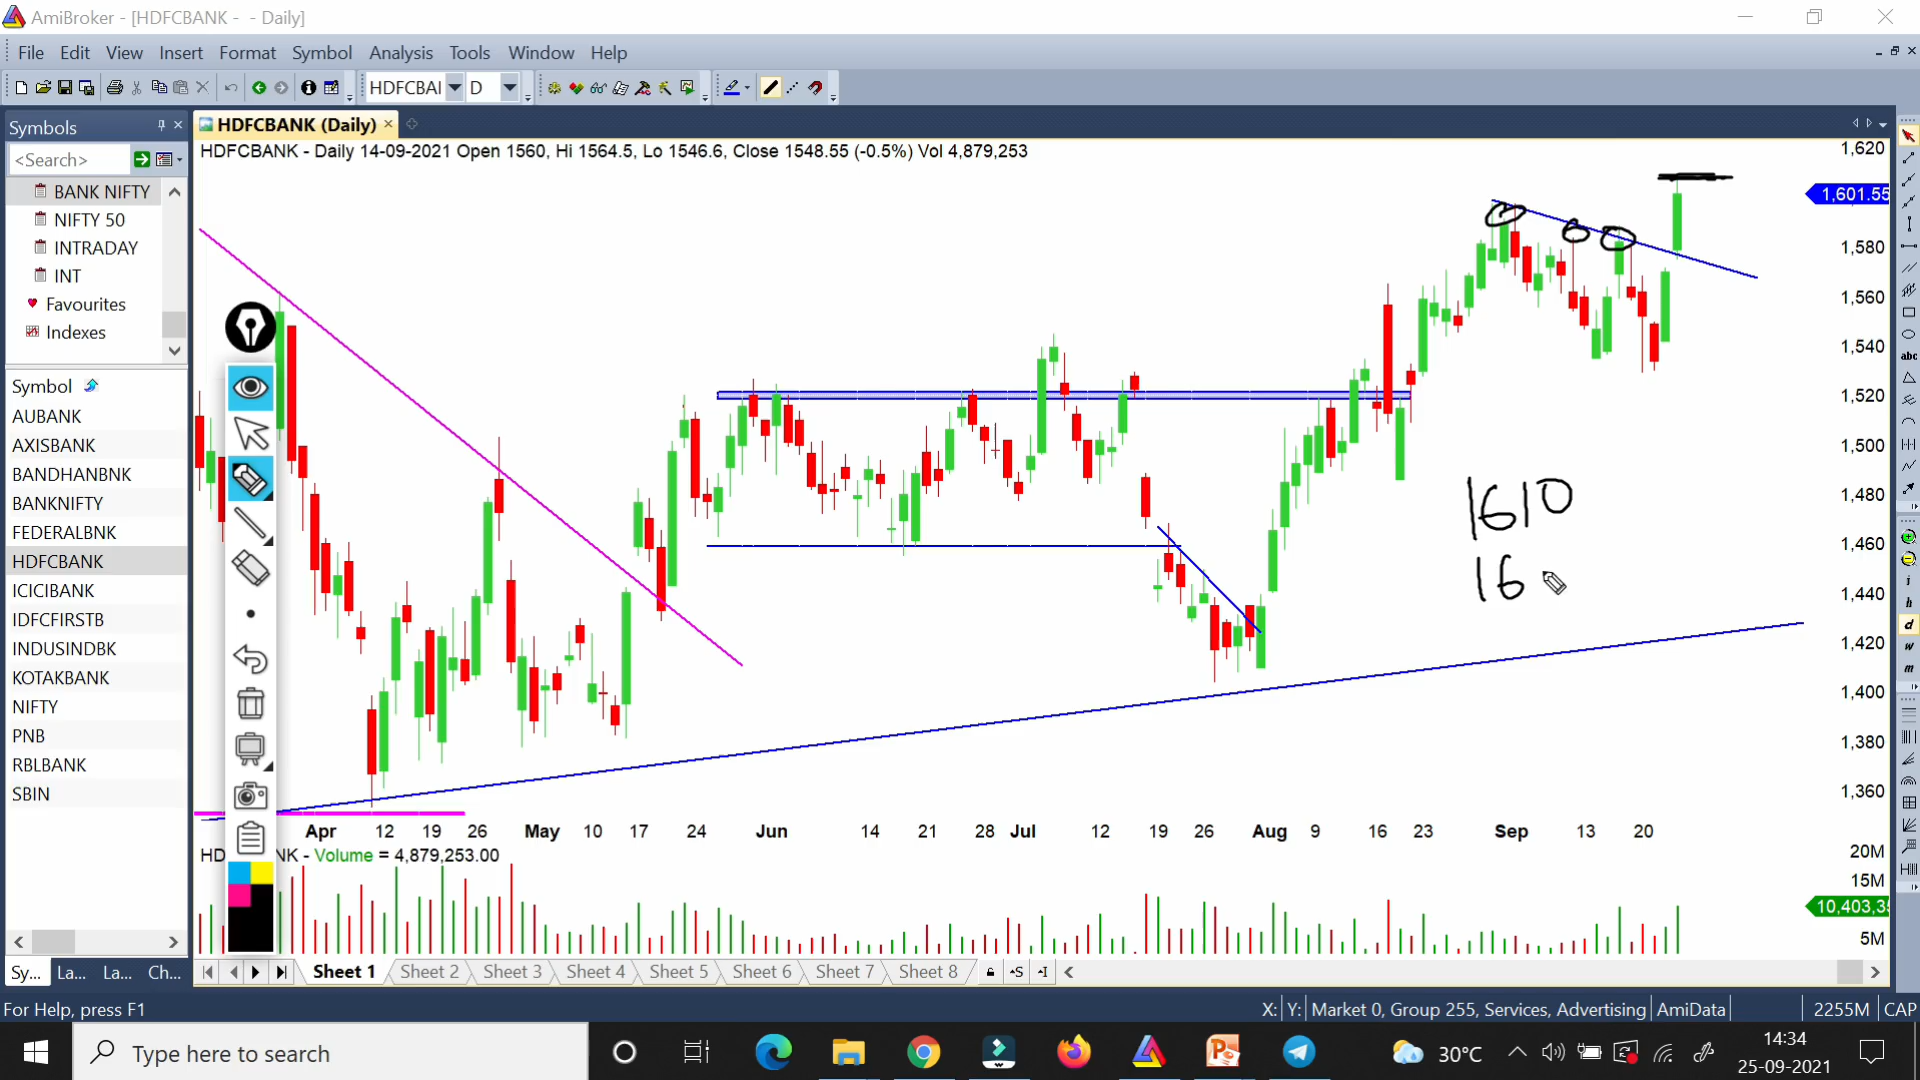 AmiBroker - [HDFCBANK - - Daily]
File Edit View Insert Format Symbol Analysis Tools Window Help
HDFCBAI D
Symbols
HDFCBANK (Daily)
<Search>
HDFCBANK - Daily 14-09-2021 Open 1560, Hi 1564.5, Lo 1546.6, Close 1548.55 (-0.5%) Vol 4,879,253
BANK NIFTY
NIFTY 50
INTRADAY
INT
Favourites
Indexes
Symbol
AUBANK
AXISBANK
BANDHANBNK
BANKNIFTY
FEDERALBNK
HDFCBANK
ICICIBANK
IDFCFIRSTB
INDUSINDBK
KOTAKBANK
NIFTY
PNB
RBLBANK
SBIN
1,620
1,601.55
1,580
1,560
1,540
1,520
1,500
1,480
1,460
1,440
1,420
1,400
1,380
1,360
1610
16
abc
i
h
d
w
m
Apr 12 19 26 May 10 17 24 Jun 14 21 28 Jul 12 19 26 Aug 9 16 23 Sep 13 20
HD NK - Volume = 4,879,253.00
20M
15M
10,403,35
5M
Sy... La... La... Ch...
Sheet 1 Sheet 2 Sheet 3 Sheet 4 Sheet 5 Sheet 6 Sheet 7 Sheet 8
For Help, press F1
X: Y: Market 0, Group 255, Services, Advertising AmiData 2255M CAP
Type here to search
30°C
14:34
25-09-2021